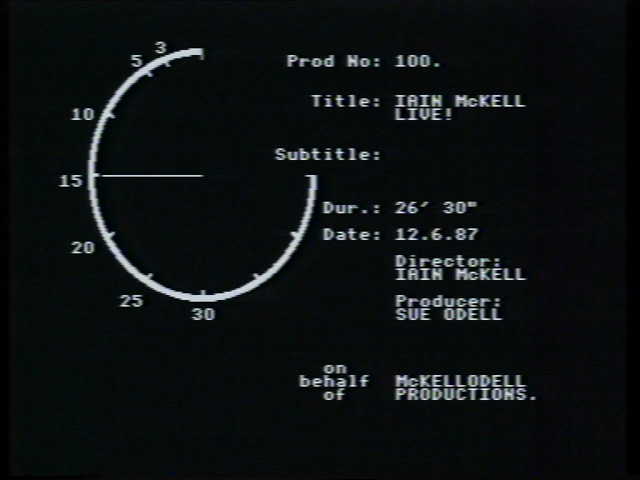 3
5
10
15
20
25
30
Prod No: 100.
Title: IAIN McKELL
LIVE!
Subtitle:
Dur.: 26′ 30"
Date: 12.6.87
Director:
IAIN McKELL
Producer:
SUE ODELL
on
behalf McKELLODELL
of PRODUCTIONS.